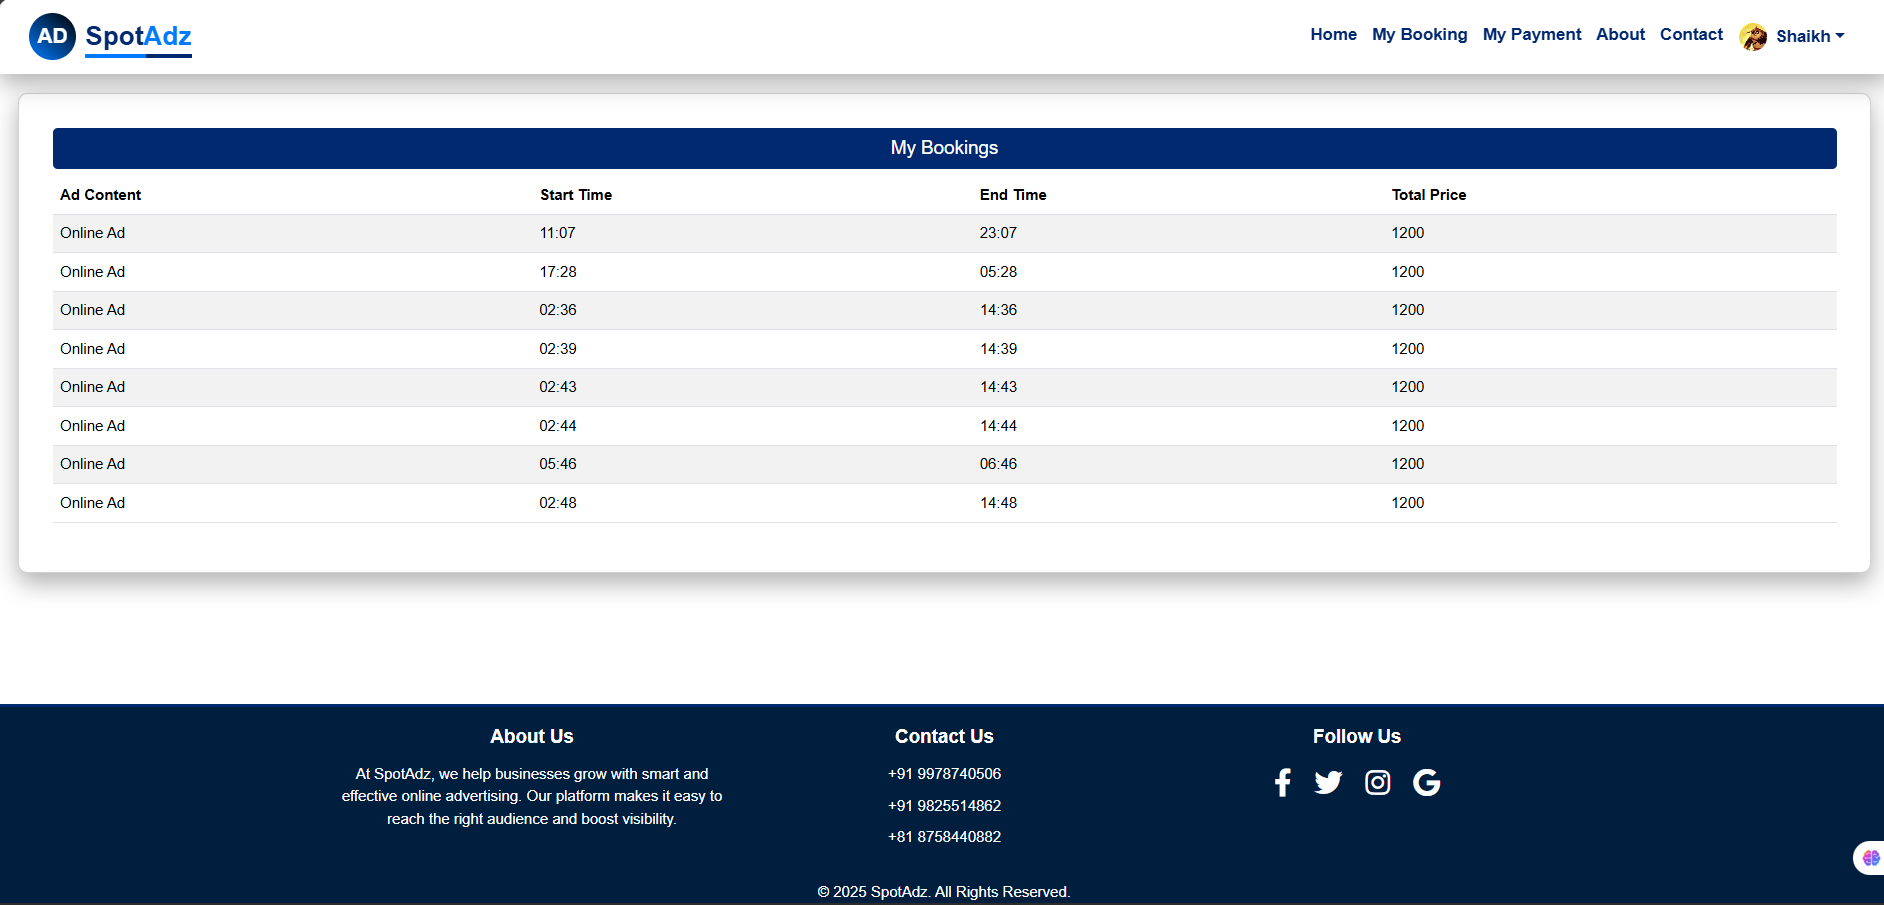 AD SpotAdz Home My Booking My Payment About Contact Shaikh
My Bookings
Ad Content Start Time End Time Total Price
Online Ad 11:07 23:07 1200
Online Ad 17:28 05:28 1200
Online Ad 02:36 14:36 1200
Online Ad 02:39 14:39 1200
Online Ad 02:43 14:43 1200
Online Ad 02:44 14:44 1200
Online Ad 05:46 06:46 1200
Online Ad 02:48 14:48 1200
About Us
At SpotAdz, we help businesses grow with smart and
effective online advertising. Our platform makes it easy to
reach the right audience and boost visibility.
Contact Us
+91 9978740506
+91 9825514862
+81 8758440882
Follow Us
© 2025 SpotAdz. All Rights Reserved.